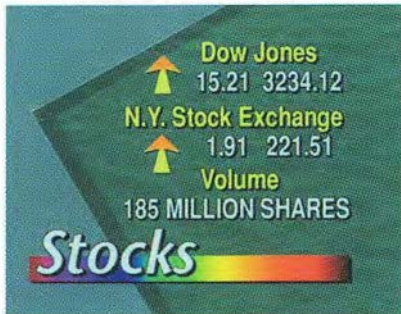 Dow Jones
15.21 3234.12
N.Y. Stock Exchange
1.91 221.51
Volume
185 MILLION SHARES
Stocks